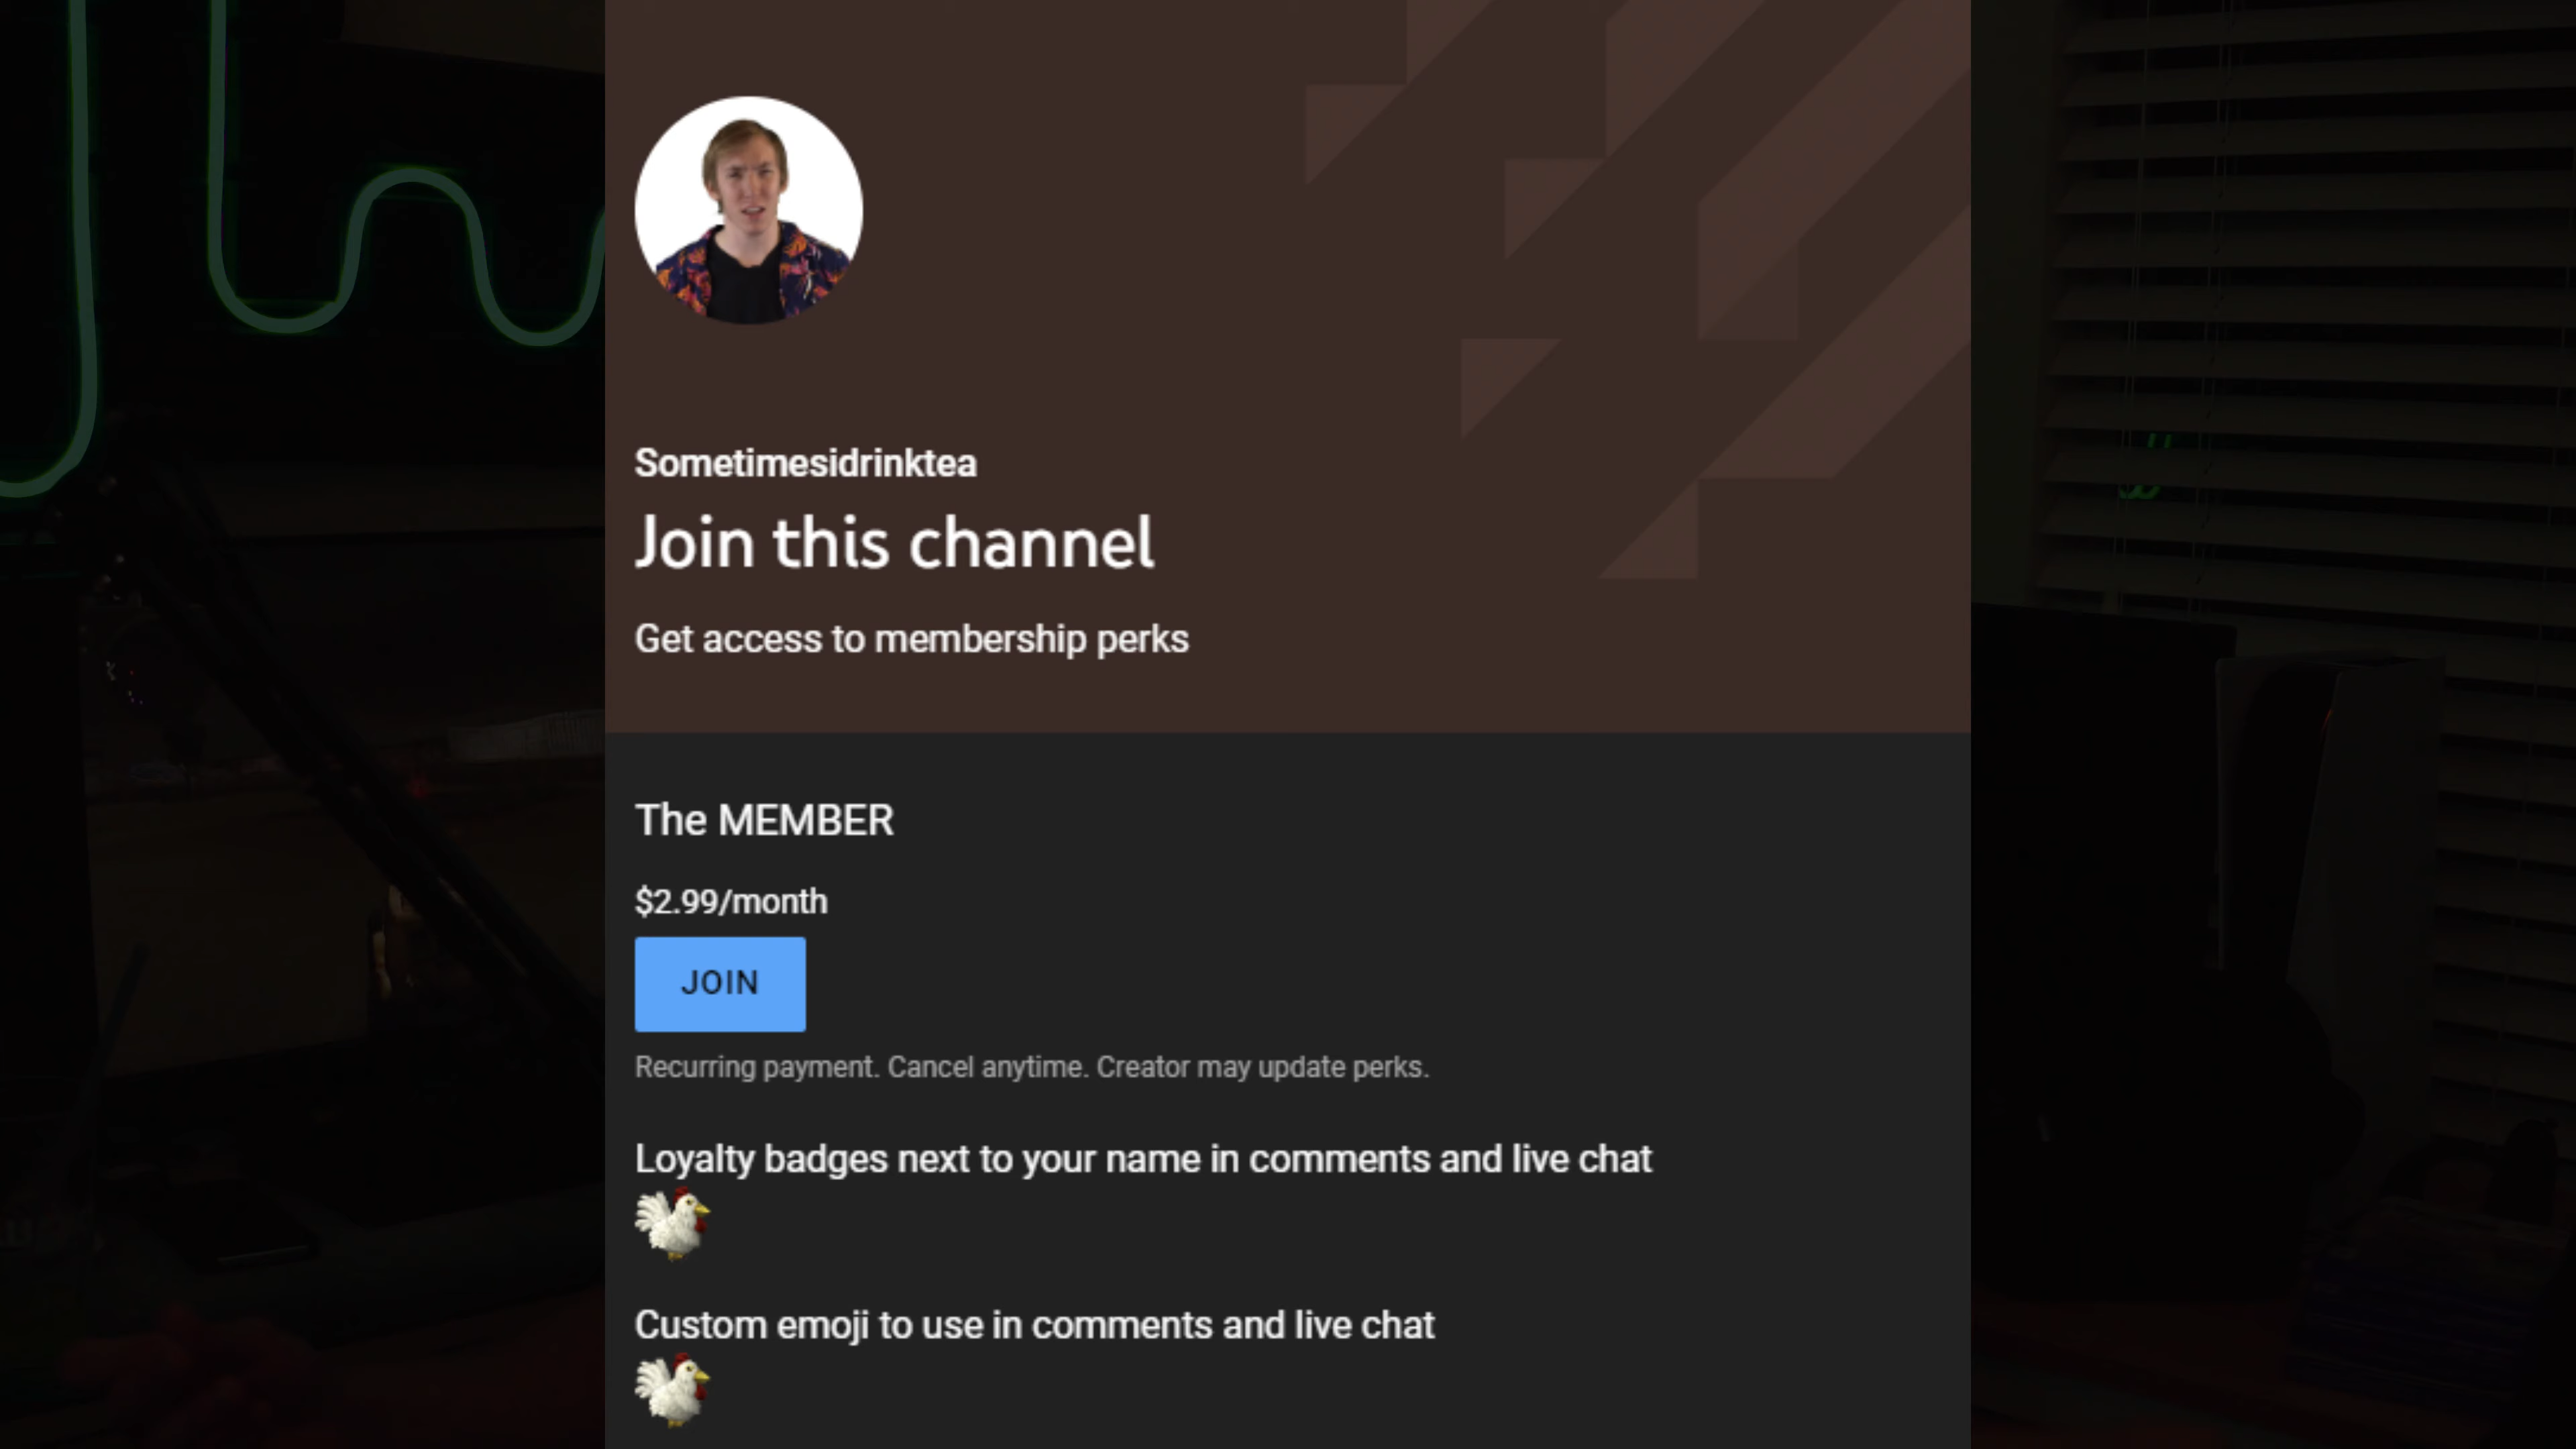 Sometimesidrinktea
Join this channel
Get access to membership perks
The MEMBER
$2.99/month
JOIN
Recurring payment. Cancel anytime. Creator may update perks.
Loyalty badges next to your name in comments and live chat
Custom emoji to use in comments and live chat